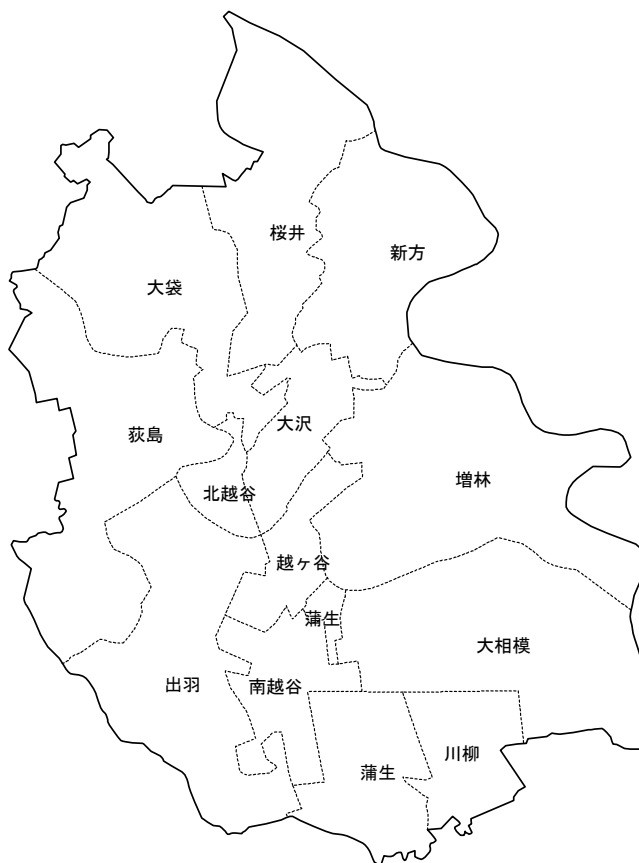 桜井
新方
大袋
大沢
荻島
増林
北越谷
越ヶ谷
蒲生
大相模
出羽
南越谷
川柳
蒲生